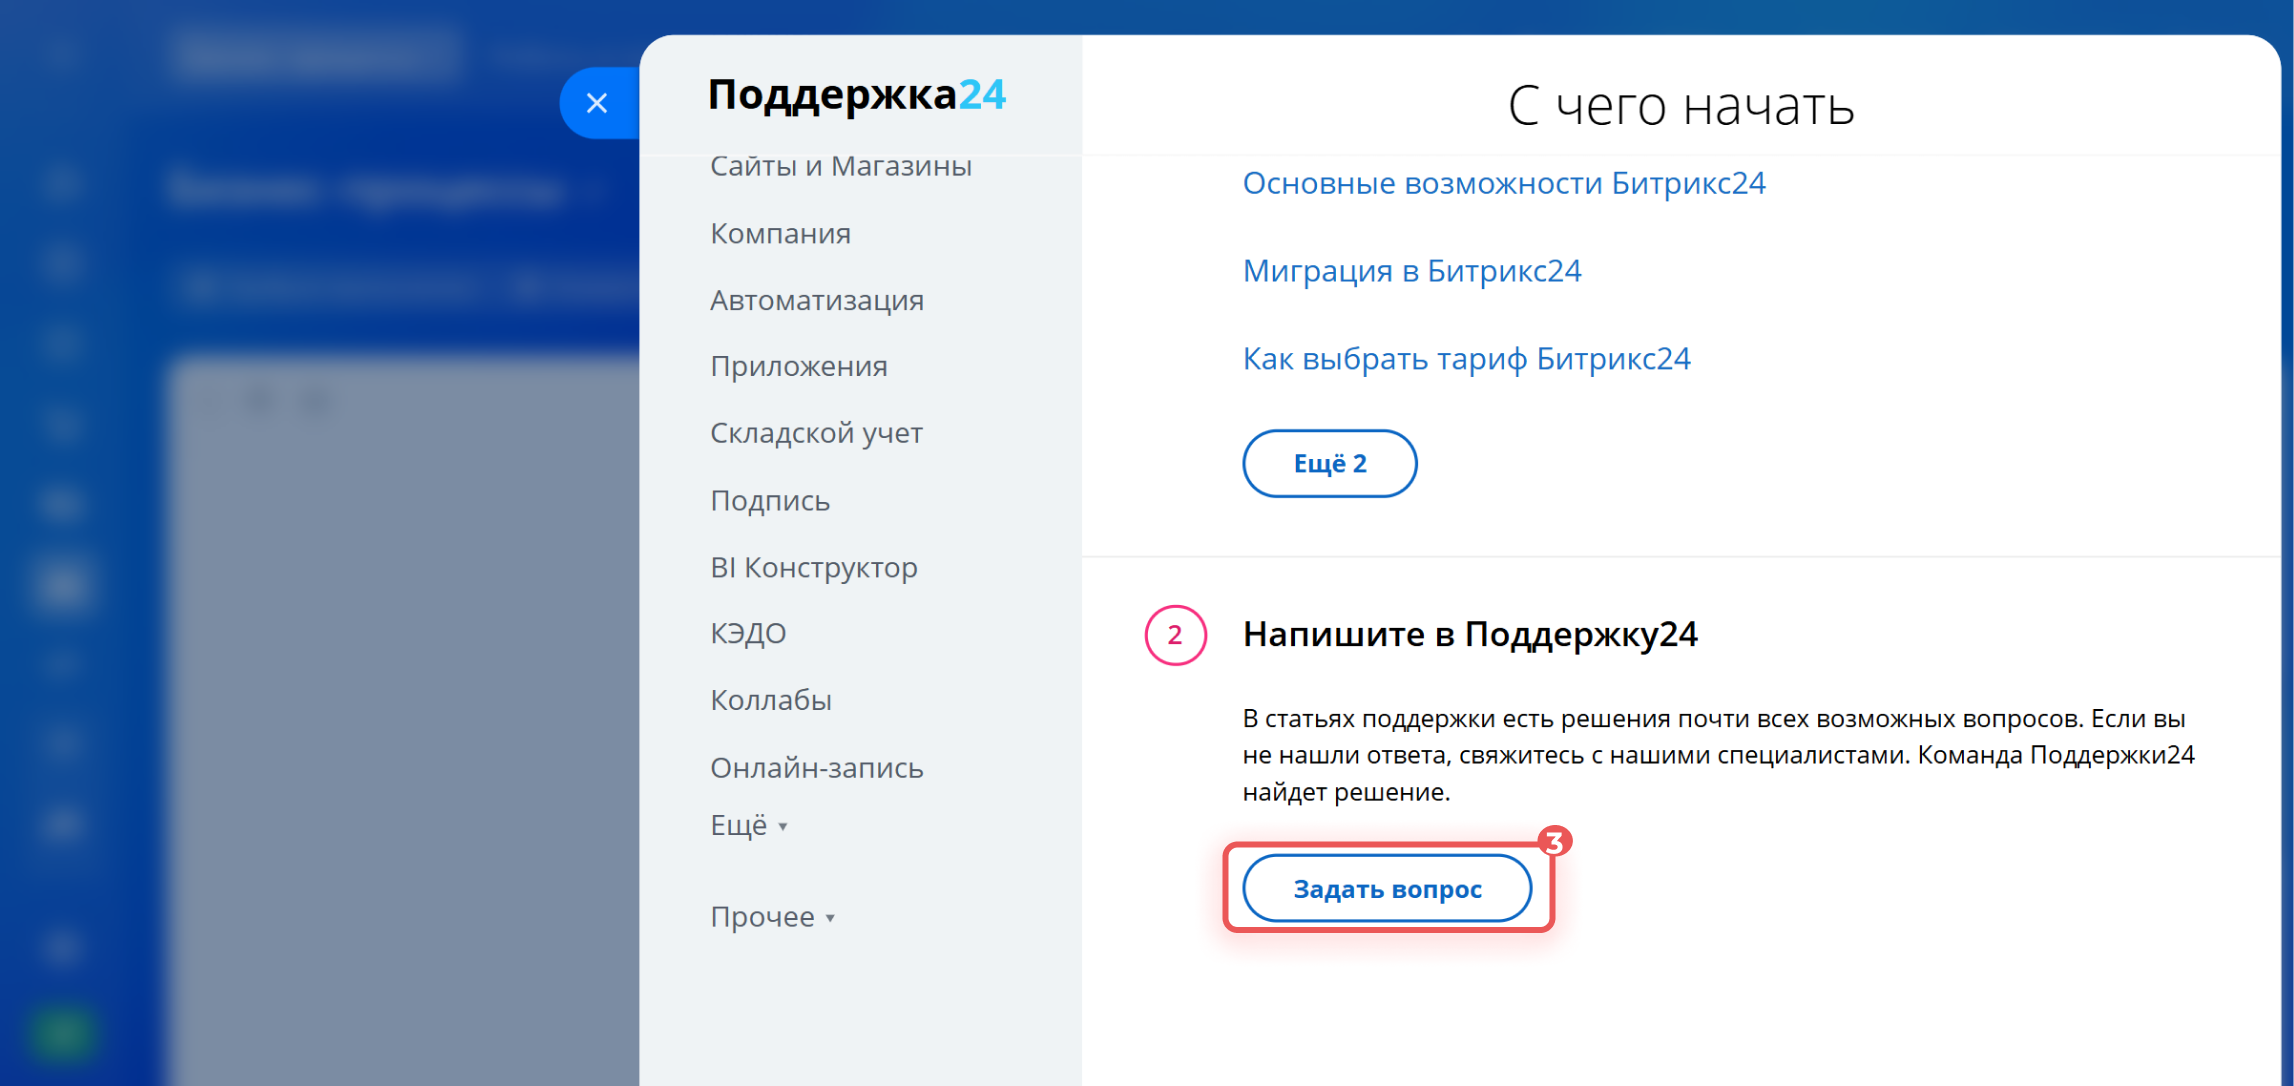 Поддержка24
Сайты и Магазины
Компания
Автоматизация
Приложения
Складской учет
Подпись
BI Конструктор
КЭДО
Коллабы
Онлайн-запись
Ещё
Прочее
С чего начать
Основные возможности Битрикс24
Миграция в Битрикс24
Как выбрать тариф Битрикс24
Ещё 2
2
Напишите в Поддержку24
В статьях поддержки есть решения почти всех возможных вопросов. Если вы
не нашли ответа, свяжитесь с нашими специалистами. Команда Поддержки24
найдет решение.
3
Задать вопрос